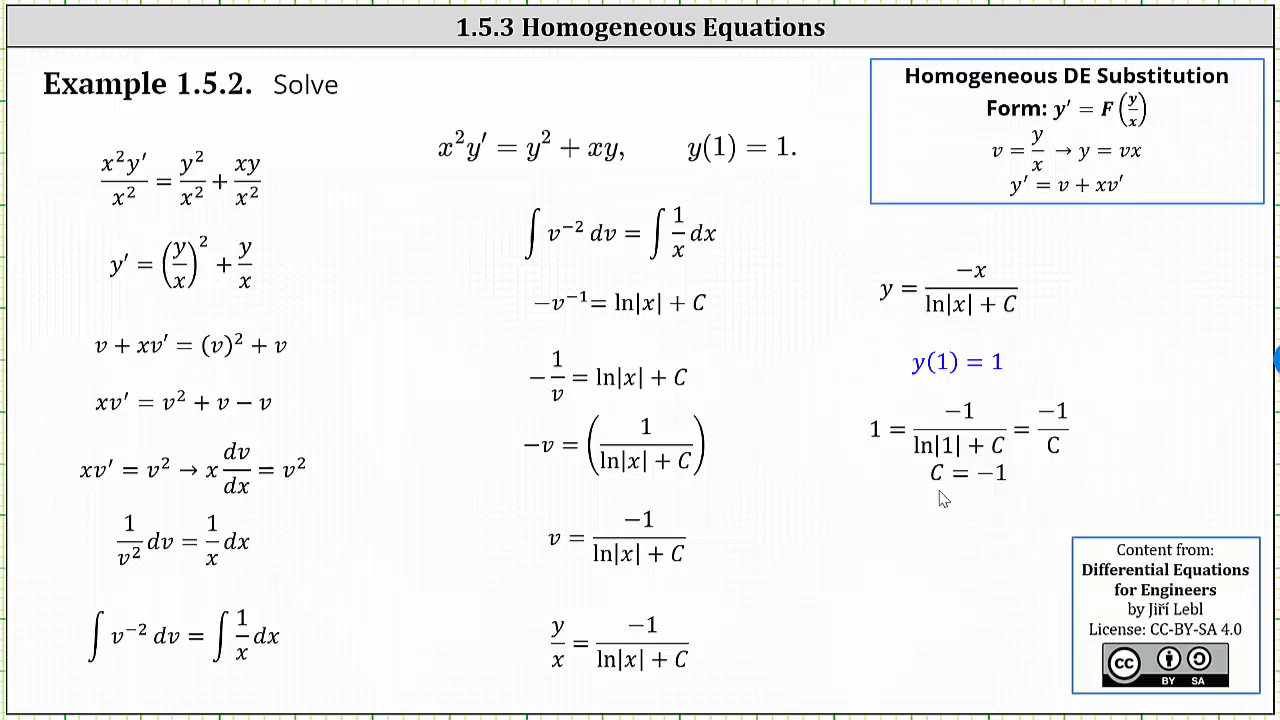 1.5.3 Homogeneous Equations
Example 1.5.2. Solve
x²y′ = y² + xy, y(1) = 1.
x²y′/x² = y²/x² + xy/x²
y′ = (y/x)² + y/x
v + xv′ = (v)² + v
xv′ = v² + v − v
xv′ = v² → x dv/dx = v²
1/v² dv = 1/x dx
∫ v⁻² dv = ∫ 1/x dx
∫ v⁻² dv = ∫ 1/x dx
−v⁻¹= ln|x| + C
−1/v = ln|x| + C
−v = (1/(ln|x| + C))
v = −1/(ln|x| + C)
y/x = −1/(ln|x| + C)
Homogeneous DE Substitution
Form: y′ = F(y/x)
v = y/x → y = vx
y′ = v + xv′
y = −x/(ln|x| + C)
y(1) = 1
1 = −1/(ln|1| + C) = −1/C
C = −1
Content from:
Differential Equations
for Engineers
by Jiří Lebl
License: CC-BY-SA 4.0
cc
BY SA